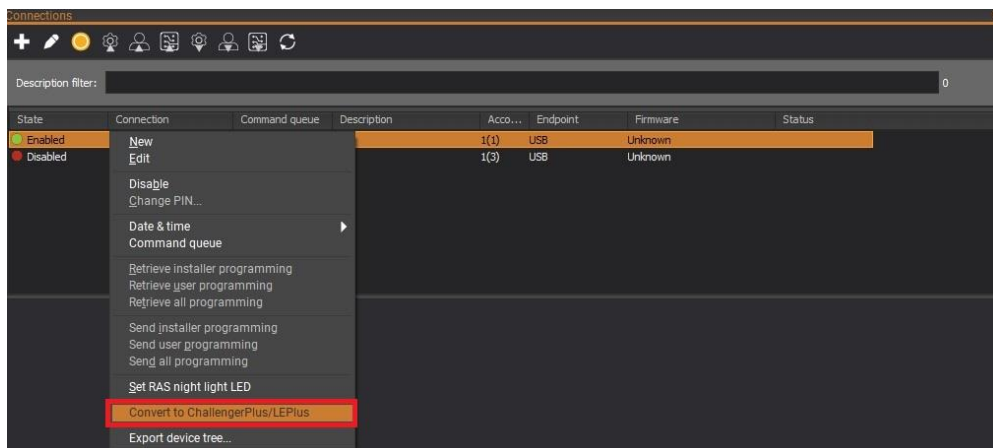 Connections
Description filter: 0
State Connection Command queue Description Acco... Endpoint Firmware Status
Enabled 1(1) USB Unknown
Disabled 1(3) USB Unknown
New
Edit
Disable
Change PIN...
Date & time
Command queue
Retrieve installer programming
Retrieve user programming
Retrieve all programming
Send installer programming
Send user programming
Send all programming
Set RAS night light LED
Convert to ChallengerPlus/LEPlus
Export device tree...